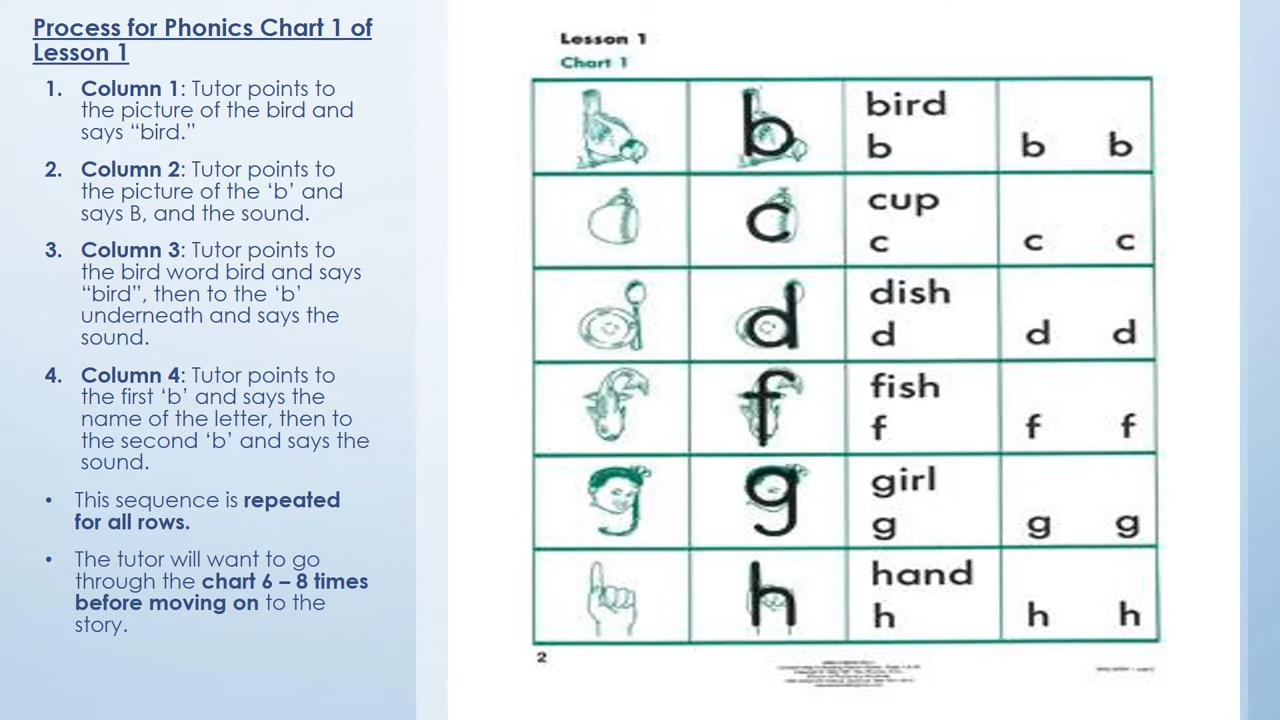 Process for Phonics Chart 1 of
Lesson 1
1. Column 1: Tutor points to
the picture of the bird and
says “bird.”
2. Column 2: Tutor points to
the picture of the ‘b’ and
says B, and the sound.
3. Column 3: Tutor points to
the bird word bird and says
“bird”, then to the ‘b’
underneath and says the
sound.
4. Column 4: Tutor points to
the first ‘b’ and says the
name of the letter, then to
the second ‘b’ and says the
sound.
• This sequence is repeated
for all rows.
• The tutor will want to go
through the chart 6 – 8 times
before moving on to the
story.
Lesson 1
Chart 1
b bird
b b b
c cup
c c c
d dish
d d d
f fish
f f f
g girl
g g g
h hand
h h h
2